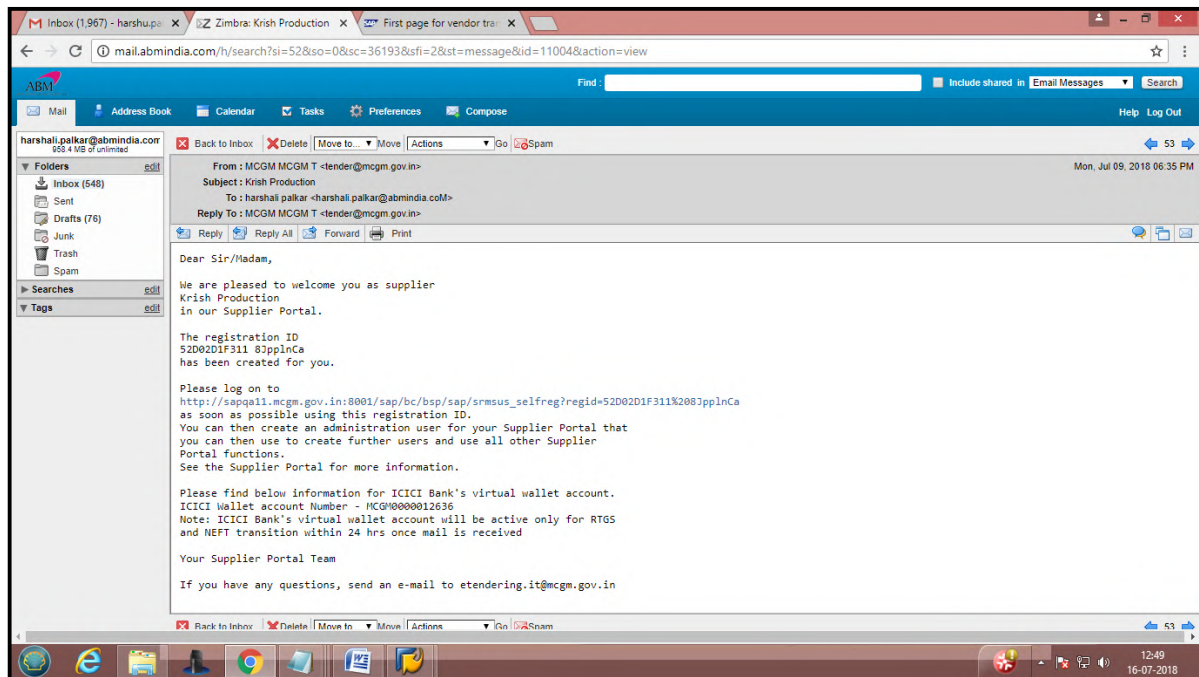 Inbox (1,967) - harshu.pa
Zimbra: Krish Production
First page for vendor tran
mail.abmindia.com/h/search?si=52&so=0&sc=36193&sfi=2&st=message&id=11004&action=view
ABM
Find :
Include shared in Email Messages Search
Mail Address Book Calendar Tasks Preferences Compose
Help Log Out
harshali.palkar@abmindia.com
958.4 MB of unlimited
Folders edit
Inbox (548)
Sent
Drafts (76)
Junk
Trash
Spam
Searches edit
Tags edit
Back to Inbox Delete Move to... Move Actions Go Spam
53
From : MCGM MCGM T <tender@mcgm.gov.in>
Mon, Jul 09, 2018 06:35 PM
Subject : Krish Production
To : harshali palkar <harshali.palkar@abmindia.coM>
Reply To : MCGM MCGM T <tender@mcgm.gov.in>
Reply Reply All Forward Print
Dear Sir/Madam,
We are pleased to welcome you as supplier
Krish Production
in our Supplier Portal.
The registration ID
52D02D1F311 8JpplnCa
has been created for you.
Please log on to
http://sapqa11.mcgm.gov.in:8001/sap/bc/bsp/sap/srmsus_selfreg?regid=52D02D1F311%208JpplnCa
as soon as possible using this registration ID.
You can then create an administration user for your Supplier Portal that
you can then use to create further users and use all other Supplier
Portal functions.
See the Supplier Portal for more information.
Please find below information for ICICI Bank's virtual wallet account.
ICICI Wallet account Number - MCGM0000012636
Note: ICICI Bank's virtual wallet account will be active only for RTGS
and NEFT transition within 24 hrs once mail is received
Your Supplier Portal Team
If you have any questions, send an e-mail to etendering.it@mcgm.gov.in
Back to Inbox Delete Move to... Move Actions Go Spam
53
12:49
16-07-2018